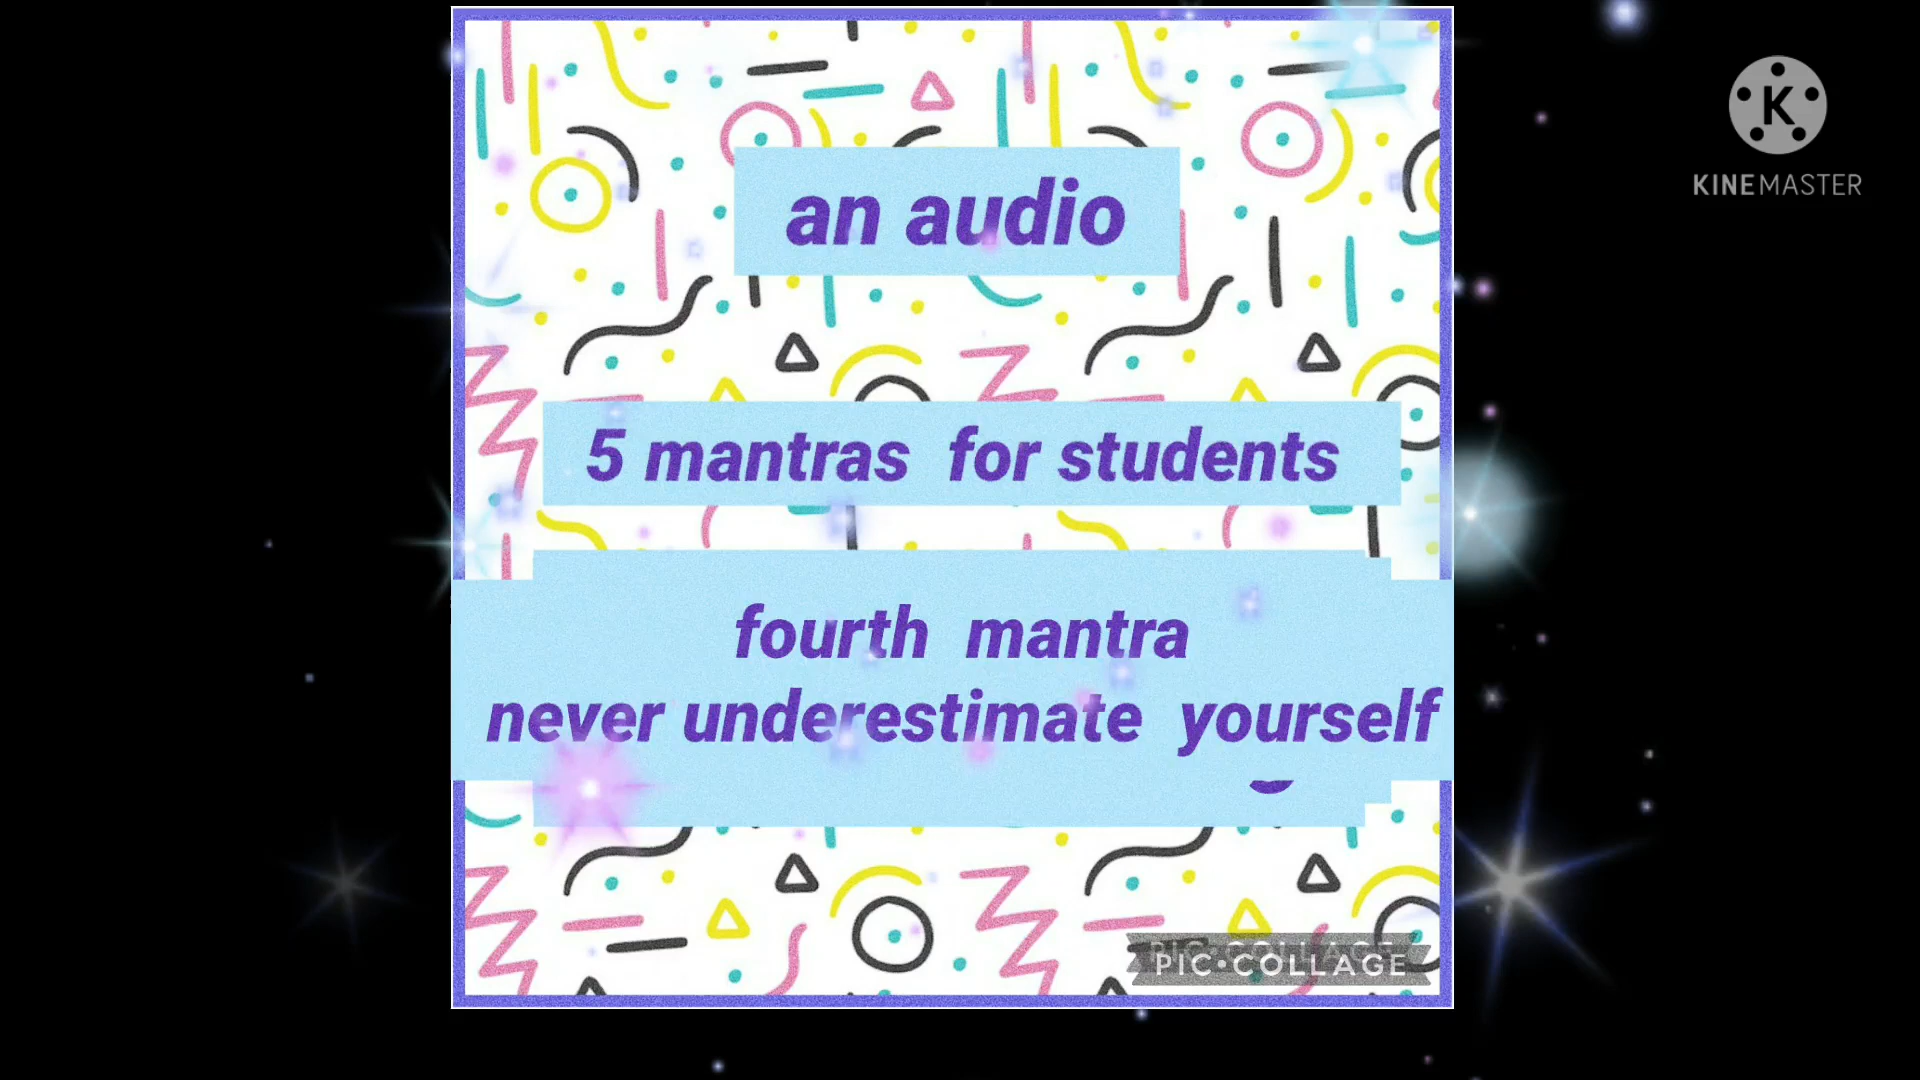 an audio
K
KINEMASTER
5 mantras for students
fourth mantra
never underestimate yourself
PIC•COLLAGE